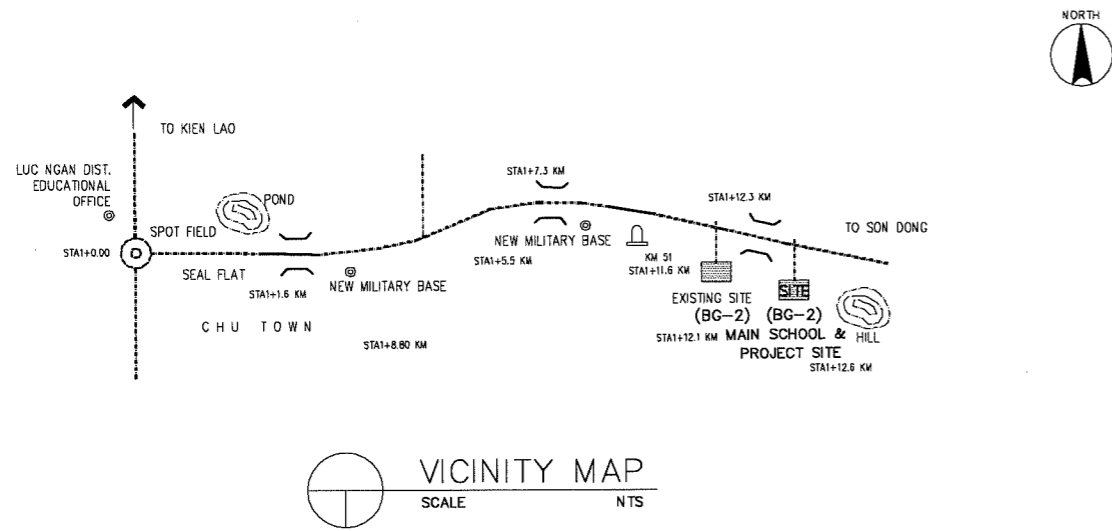 NORTH
TO KIEN LAO
LUC NGAN DIST.
EDUCATIONAL
OFFICE
POND
SPOT FIELD
STA1+0.00
SEAL FLAT
STA1+1.6 KM
NEW MILITARY BASE
CHU TOWN
STA1+8.80 KM
STA1+7.3 KM
NEW MILITARY BASE
STA1+5.5 KM
KM 51
STA1+11.6 KM
STA1+12.3 KM
TO SON DONG
EXISTING SITE
(BG-2)
STA1+12.1 KM
SITE
(BG-2)
MAIN SCHOOL &
PROJECT SITE
HILL
STA1+12.6 KM
VICINITY MAP
SCALE NTS